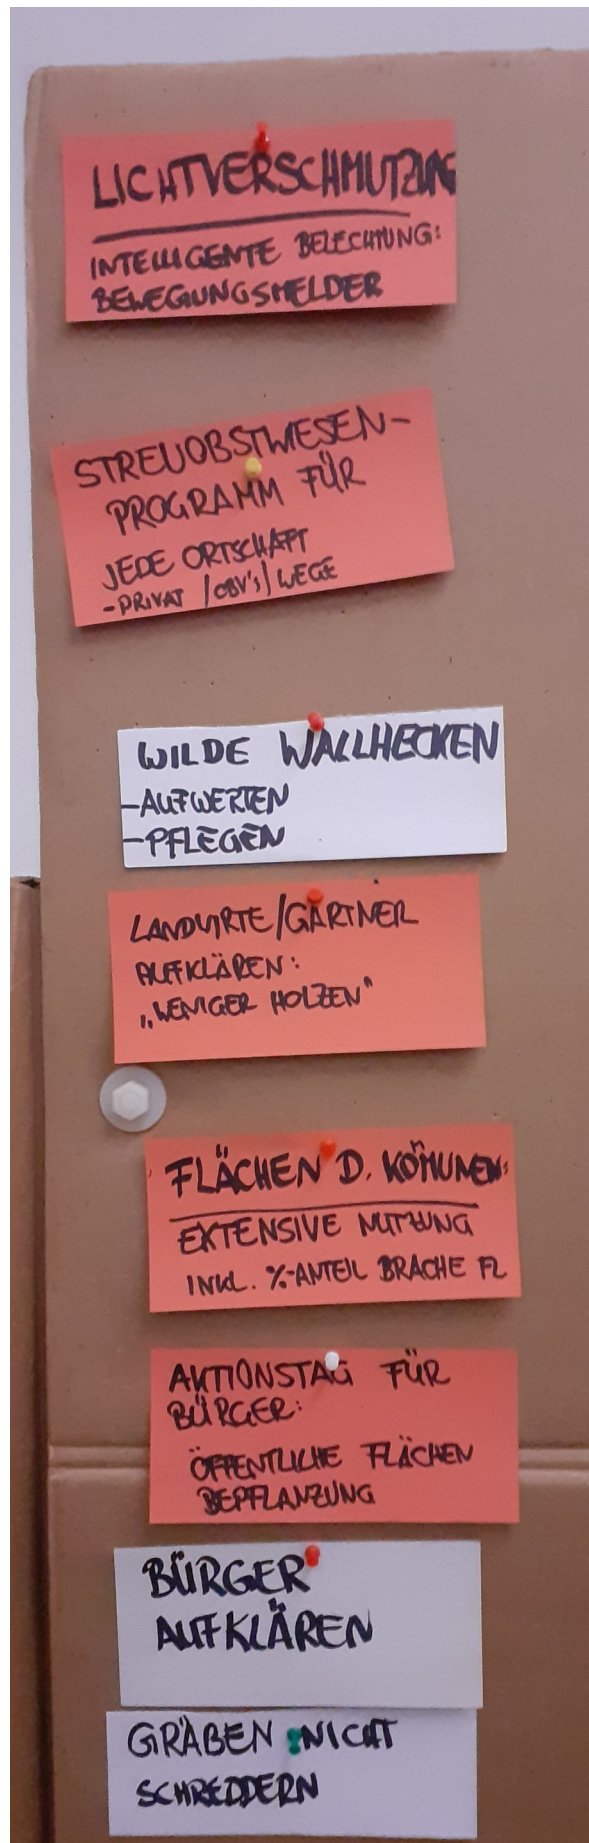 LICHTVERSCHMUTZUNG
INTELLIGENTE BELECHTUNG:
BEWEGUNGSMELDER
STREUOBSTWIESEN-
PROGRAMM FÜR
JEDE ORTSCHAFT
-PRIVAT /OBV's/ WEGE
WILDE WALLHECKEN
-AUFWERTEN
-PFLEGEN
LANDWIRTE/GÄRTNER
AUFKLÄREN:
„WENIGER HOLZEN"
FLÄCHEN D. KOMMUNEN:
EXTENSIVE NUTZUNG
INKL. %-ANTEIL BRACHE FL
AKTIONSTAG FÜR
BÜRGER:
ÖFFENTLICHE FLÄCHEN
BEPFLANZUNG
BÜRGER
AUFKLÄREN
GRÄBEN NICHT
SCHREDDERN